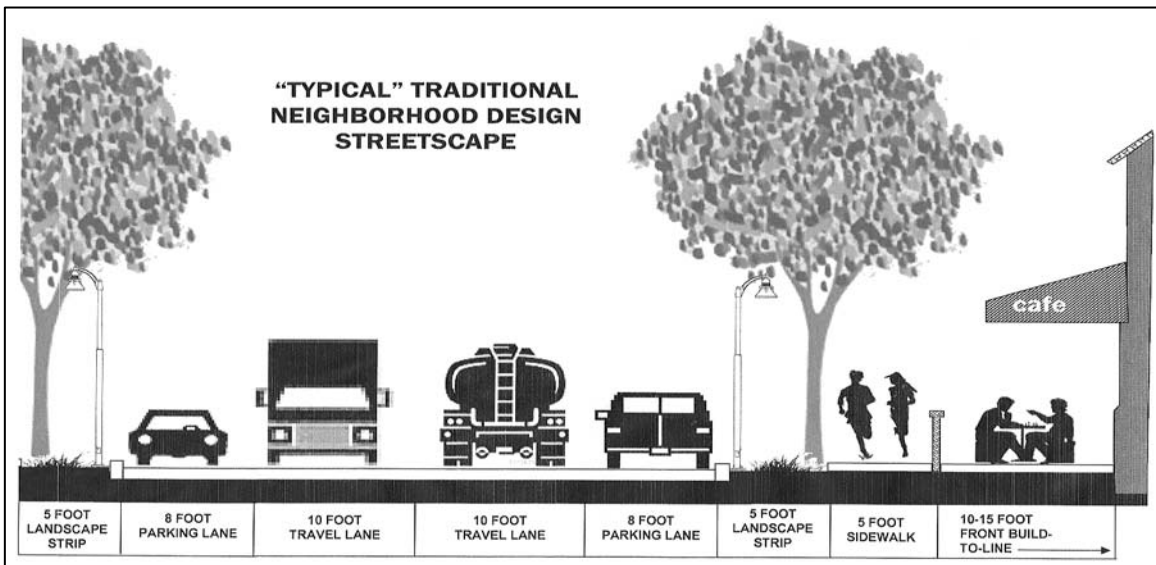 “TYPICAL” TRADITIONAL
NEIGHBORHOOD DESIGN
STREETSCAPE
cafe
5 FOOT
LANDSCAPE
STRIP
8 FOOT
PARKING LANE
10 FOOT
TRAVEL LANE
10 FOOT
TRAVEL LANE
8 FOOT
PARKING LANE
5 FOOT
LANDSCAPE
STRIP
5 FOOT
SIDEWALK
10-15 FOOT
FRONT BUILD-
TO-LINE